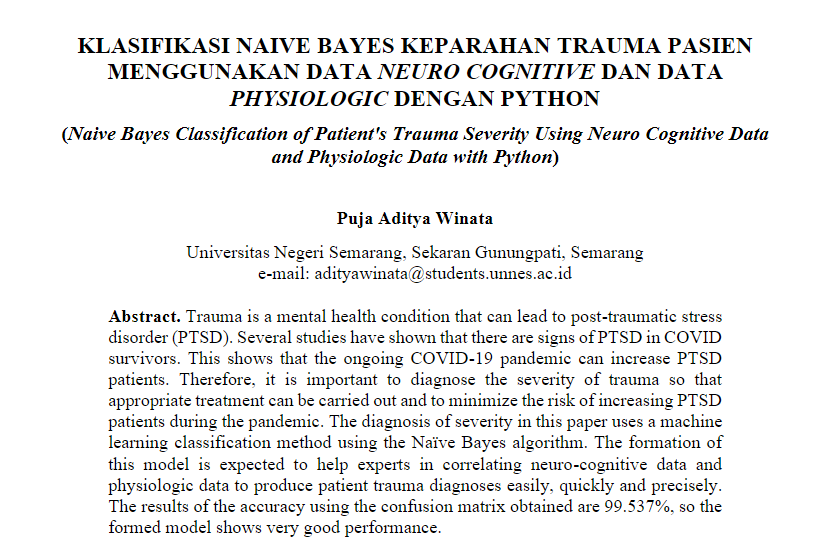 KLASIFIKASI NAIVE BAYES KEPARAHAN TRAUMA PASIEN
MENGGUNAKAN DATA NEURO COGNITIVE DAN DATA
PHYSIOLOGIC DENGAN PYTHON
(Naive Bayes Classification of Patient's Trauma Severity Using Neuro Cognitive Data
and Physiologic Data with Python)
Puja Aditya Winata
Universitas Negeri Semarang, Sekaran Gunungpati, Semarang
e-mail: adityawinata@students.unnes.ac.id
Abstract. Trauma is a mental health condition that can lead to post-traumatic stress
disorder (PTSD). Several studies have shown that there are signs of PTSD in COVID
survivors. This shows that the ongoing COVID-19 pandemic can increase PTSD
patients. Therefore, it is important to diagnose the severity of trauma so that
appropriate treatment can be carried out and to minimize the risk of increasing PTSD
patients during the pandemic. The diagnosis of severity in this paper uses a machine
learning classification method using the Naïve Bayes algorithm. The formation of
this model is expected to help experts in correlating neuro-cognitive data and
physiologic data to produce patient trauma diagnoses easily, quickly and precisely.
The results of the accuracy using the confusion matrix obtained are 99.537%, so the
formed model shows very good performance.